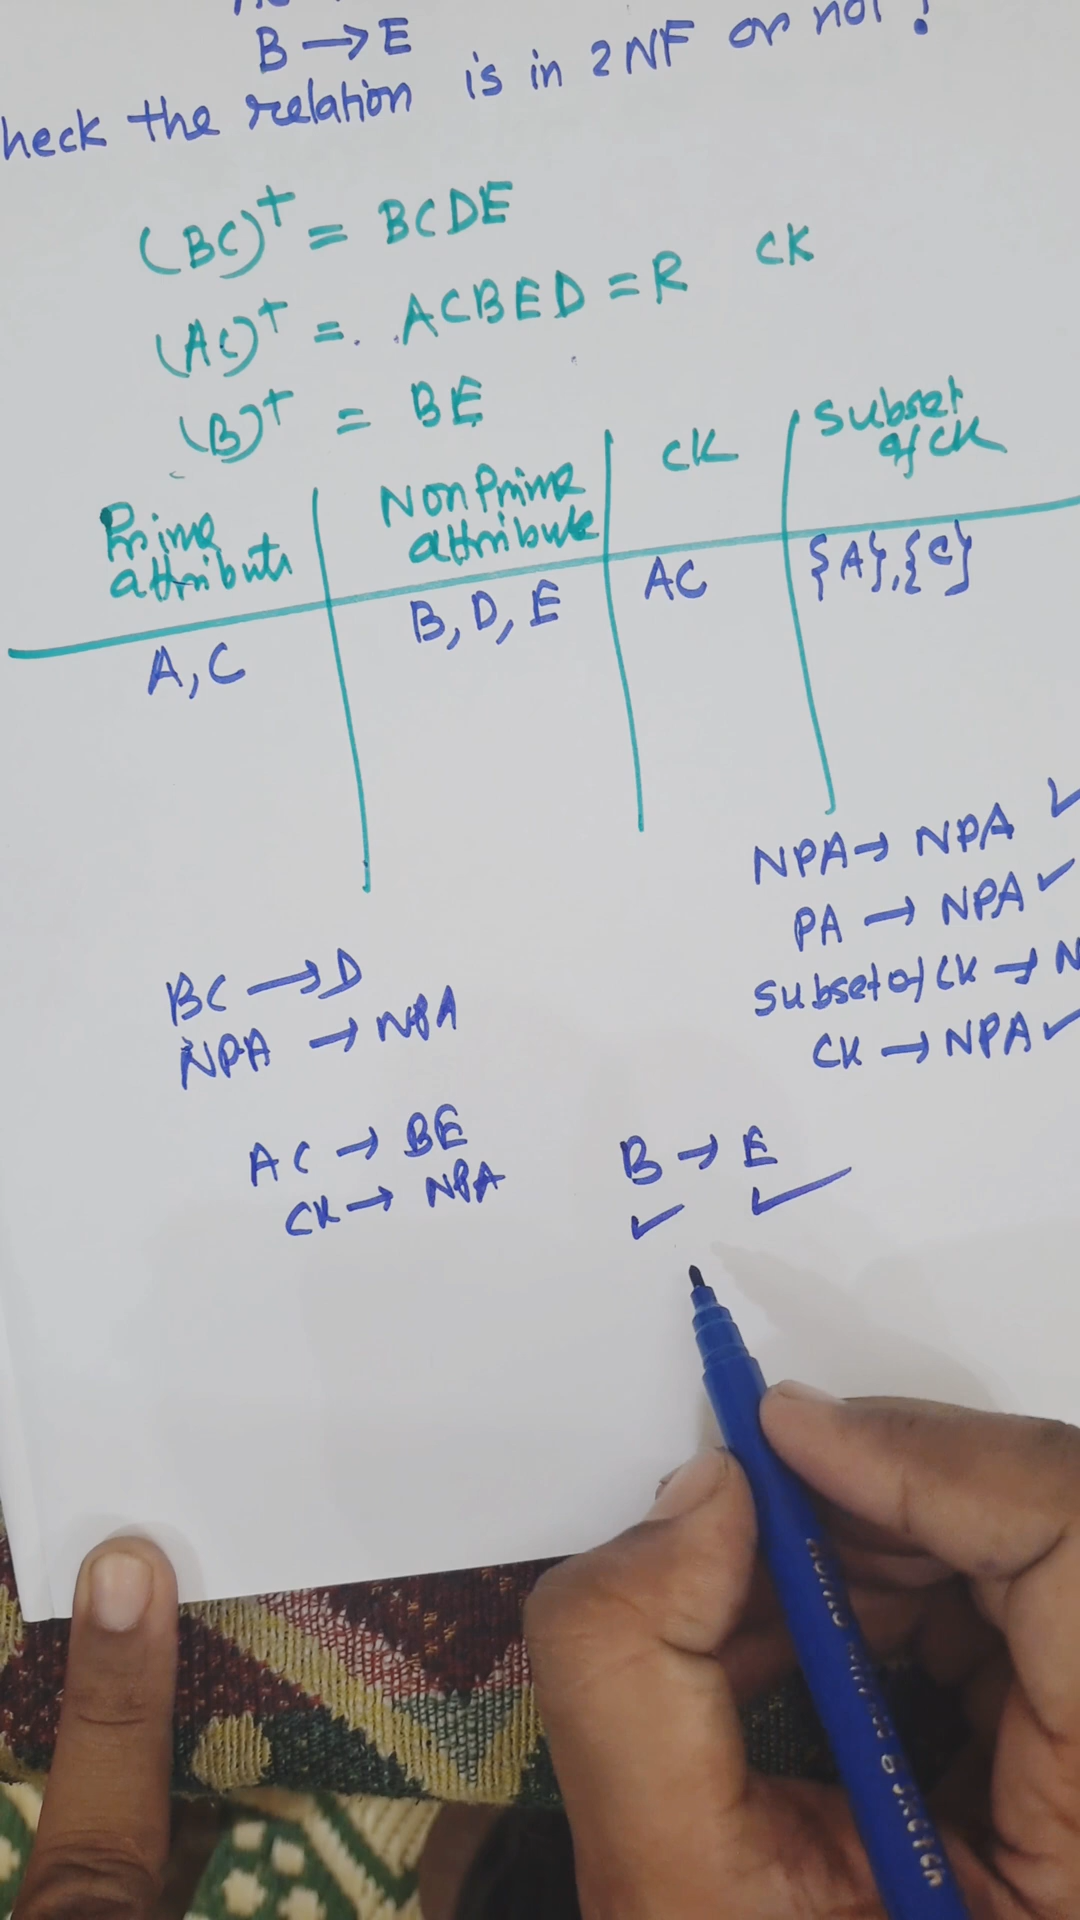 B → E
heck the relation is in 2NF or not?
(BC)⁺ = BCDE
(AC)⁺ = ACBED = R CK
(B)⁺ = BE
Prime attribute
Non Prime attribute
CK
Subset of CK
A, C
B, D, E
AC
{A}, {C}
NPA → NPA ✓
PA → NPA ✓
Subset of CK → N
CK → NPA ✓
BC → D
NPA → NPA
AC → BE
CK → NPA
B → E
✓ ✓